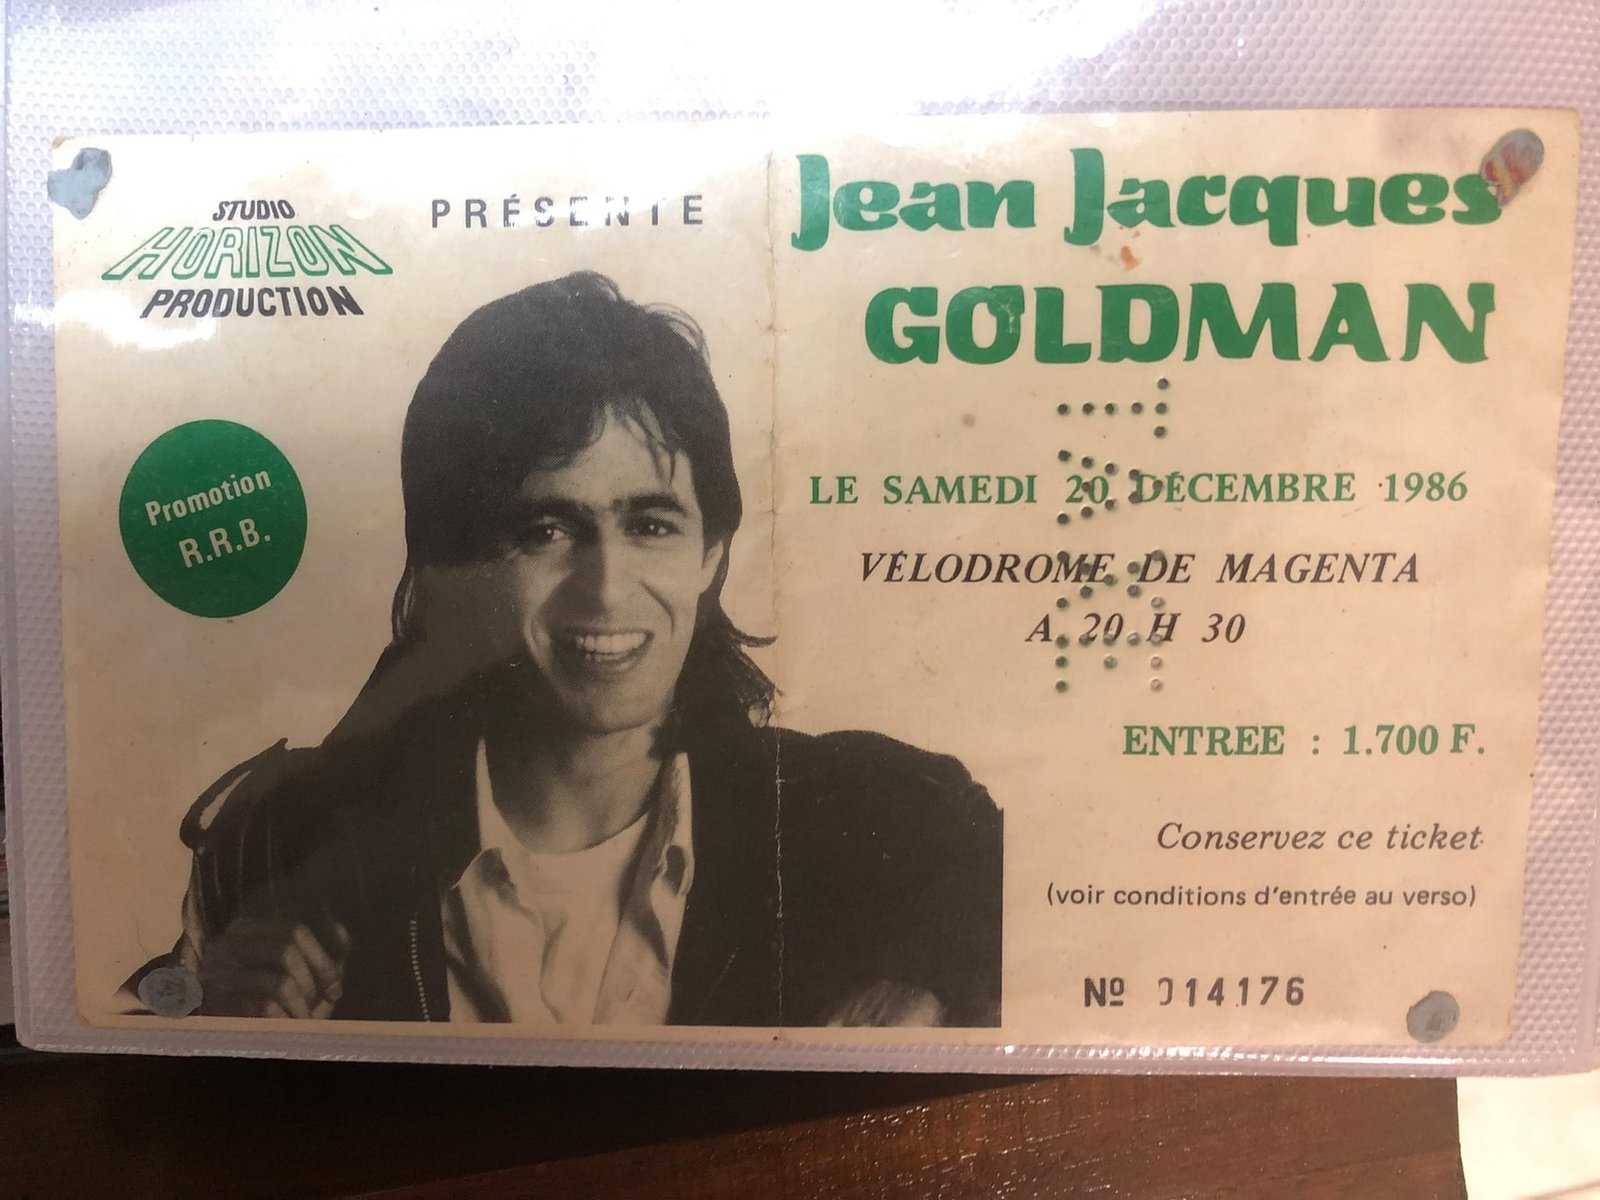 STUDIO
HORIZON
PRODUCTION
PRÉSENTE
Promotion
R.R.B.
Jean Jacques
GOLDMAN
LE SAMEDI 20 DÉCEMBRE 1986
VÉLODROME DE MAGENTA
A 20 H 30
ENTREE : 1.700 F.
Conservez ce ticket
(voir conditions d'entrée au verso)
Nº 014176